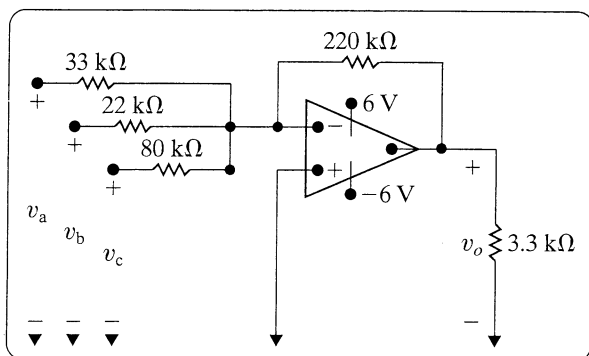 220 kΩ
33 kΩ
+
22 kΩ
+
80 kΩ
+
6 V
−
+
−6 V
+
v_a
v_b
v_c
v_o
3.3 kΩ
− − −
−